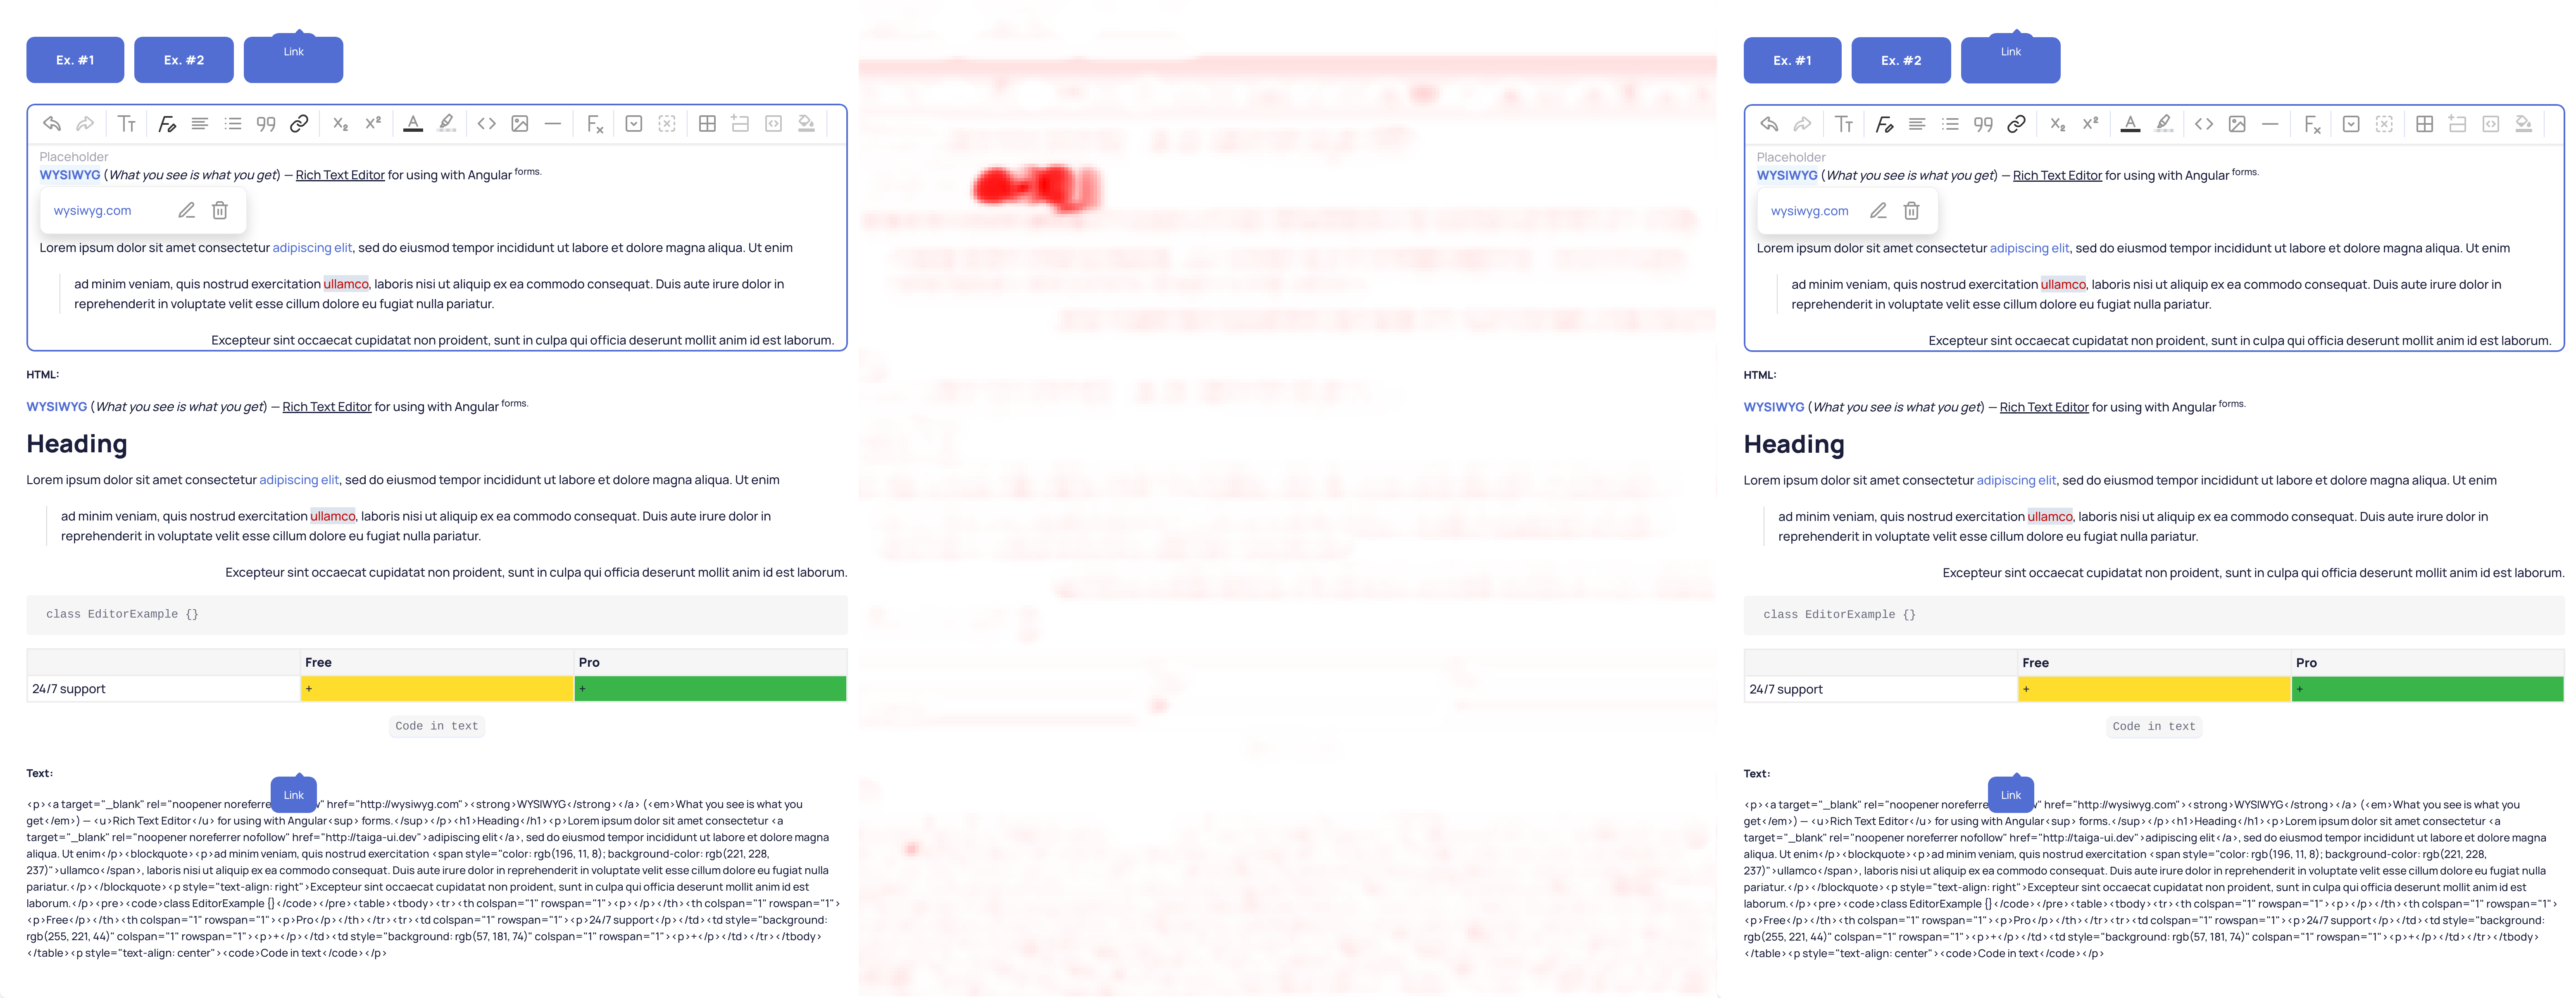 Link
Ex. #1 Ex. #2
Placeholder
WYSIWYG (What you see is what you get) — Rich Text Editor for using with Angular forms.
wysiwyg.com
Lorem ipsum dolor sit amet consectetur adipiscing elit, sed do eiusmod tempor incididunt ut labore et dolore magna aliqua. Ut enim
ad minim veniam, quis nostrud exercitation ullamco, laboris nisi ut aliquip ex ea commodo consequat. Duis aute irure dolor in
reprehenderit in voluptate velit esse cillum dolore eu fugiat nulla pariatur.
Excepteur sint occaecat cupidatat non proident, sunt in culpa qui officia deserunt mollit anim id est laborum.
HTML:
WYSIWYG (What you see is what you get) — Rich Text Editor for using with Angular forms.
Heading
Lorem ipsum dolor sit amet consectetur adipiscing elit, sed do eiusmod tempor incididunt ut labore et dolore magna aliqua. Ut enim
ad minim veniam, quis nostrud exercitation ullamco, laboris nisi ut aliquip ex ea commodo consequat. Duis aute irure dolor in
reprehenderit in voluptate velit esse cillum dolore eu fugiat nulla pariatur.
Excepteur sint occaecat cupidatat non proident, sunt in culpa qui officia deserunt mollit anim id est laborum.
class EditorExample {}
Free Pro
24/7 support + +
Code in text
Text:
Link
<p><a target="_blank" rel="noopener noreferre w" href="http://wysiwyg.com"><strong>WYSIWYG</strong></a> (<em>What you see is what you
get</em>) — <u>Rich Text Editor</u> for using with Angular<sup> forms.</sup></p><h1>Heading</h1><p>Lorem ipsum dolor sit amet consectetur <a
target="_blank" rel="noopener noreferrer nofollow" href="http://taiga-ui.dev">adipiscing elit</a>, sed do eiusmod tempor incididunt ut labore et dolore magna
aliqua. Ut enim</p><blockquote><p>ad minim veniam, quis nostrud exercitation <span style="color: rgb(196, 11, 8); background-color: rgb(221, 228,
237)">ullamco</span>, laboris nisi ut aliquip ex ea commodo consequat. Duis aute irure dolor in reprehenderit in voluptate velit esse cillum dolore eu fugiat nulla
pariatur.</p></blockquote><p style="text-align: right">Excepteur sint occaecat cupidatat non proident, sunt in culpa qui officia deserunt mollit anim id est
laborum.</p><pre><code>class EditorExample {}</code></pre><table><tbody><tr><th colspan="1" rowspan="1"><p></p></th><th colspan="1" rowspan="1">
<p>Free</p></th><th colspan="1" rowspan="1"><p>Pro</p></th></tr><tr><td colspan="1" rowspan="1"><p>24/7 support</p></td><td style="background:
rgb(255, 221, 44)" colspan="1" rowspan="1"><p>+</p></td><td style="background: rgb(57, 181, 74)" colspan="1" rowspan="1"><p>+</p></td></tr></tbody>
</table><p style="text-align: center"><code>Code in text</code></p>
Link
Ex. #1 Ex. #2
Placeholder
WYSIWYG (What you see is what you get) — Rich Text Editor for using with Angular forms.
wysiwyg.com
Lorem ipsum dolor sit amet consectetur adipiscing elit, sed do eiusmod tempor incididunt ut labore et dolore magna aliqua. Ut enim
ad minim veniam, quis nostrud exercitation ullamco, laboris nisi ut aliquip ex ea commodo consequat. Duis aute irure dolor in
reprehenderit in voluptate velit esse cillum dolore eu fugiat nulla pariatur.
Excepteur sint occaecat cupidatat non proident, sunt in culpa qui officia deserunt mollit anim id est laborum.
HTML:
WYSIWYG (What you see is what you get) — Rich Text Editor for using with Angular forms.
Heading
Lorem ipsum dolor sit amet consectetur adipiscing elit, sed do eiusmod tempor incididunt ut labore et dolore magna aliqua. Ut enim
ad minim veniam, quis nostrud exercitation ullamco, laboris nisi ut aliquip ex ea commodo consequat. Duis aute irure dolor in
reprehenderit in voluptate velit esse cillum dolore eu fugiat nulla pariatur.
Excepteur sint occaecat cupidatat non proident, sunt in culpa qui officia deserunt mollit anim id est laborum.
class EditorExample {}
Free Pro
24/7 support + +
Code in text
Text:
Link
<p><a target="_blank" rel="noopener noreferre w" href="http://wysiwyg.com"><strong>WYSIWYG</strong></a> (<em>What you see is what you
get</em>) — <u>Rich Text Editor</u> for using with Angular<sup> forms.</sup></p><h1>Heading</h1><p>Lorem ipsum dolor sit amet consectetur <a
target="_blank" rel="noopener noreferrer nofollow" href="http://taiga-ui.dev">adipiscing elit</a>, sed do eiusmod tempor incididunt ut labore et dolore magna
aliqua. Ut enim</p><blockquote><p>ad minim veniam, quis nostrud exercitation <span style="color: rgb(196, 11, 8); background-color: rgb(221, 228,
237)">ullamco</span>, laboris nisi ut aliquip ex ea commodo consequat. Duis aute irure dolor in reprehenderit in voluptate velit esse cillum dolore eu fugiat nulla
pariatur.</p></blockquote><p style="text-align: right">Excepteur sint occaecat cupidatat non proident, sunt in culpa qui officia deserunt mollit anim id est
laborum.</p><pre><code>class EditorExample {}</code></pre><table><tbody><tr><th colspan="1" rowspan="1"><p></p></th><th colspan="1" rowspan="1">
<p>Free</p></th><th colspan="1" rowspan="1"><p>Pro</p></th></tr><tr><td colspan="1" rowspan="1"><p>24/7 support</p></td><td style="background:
rgb(255, 221, 44)" colspan="1" rowspan="1"><p>+</p></td><td style="background: rgb(57, 181, 74)" colspan="1" rowspan="1"><p>+</p></td></tr></tbody>
</table><p style="text-align: center"><code>Code in text</code></p>